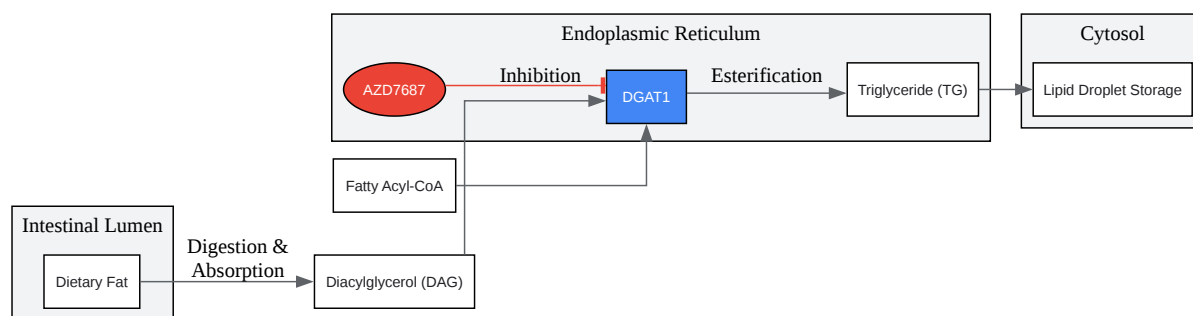 Endoplasmic Reticulum
Cytosol
AZD7687
Inhibition
DGAT1
Esterification
Triglyceride (TG)
Lipid Droplet Storage
Fatty Acyl-CoA
Intestinal Lumen
Dietary Fat
Digestion &
Absorption
Diacylglycerol (DAG)